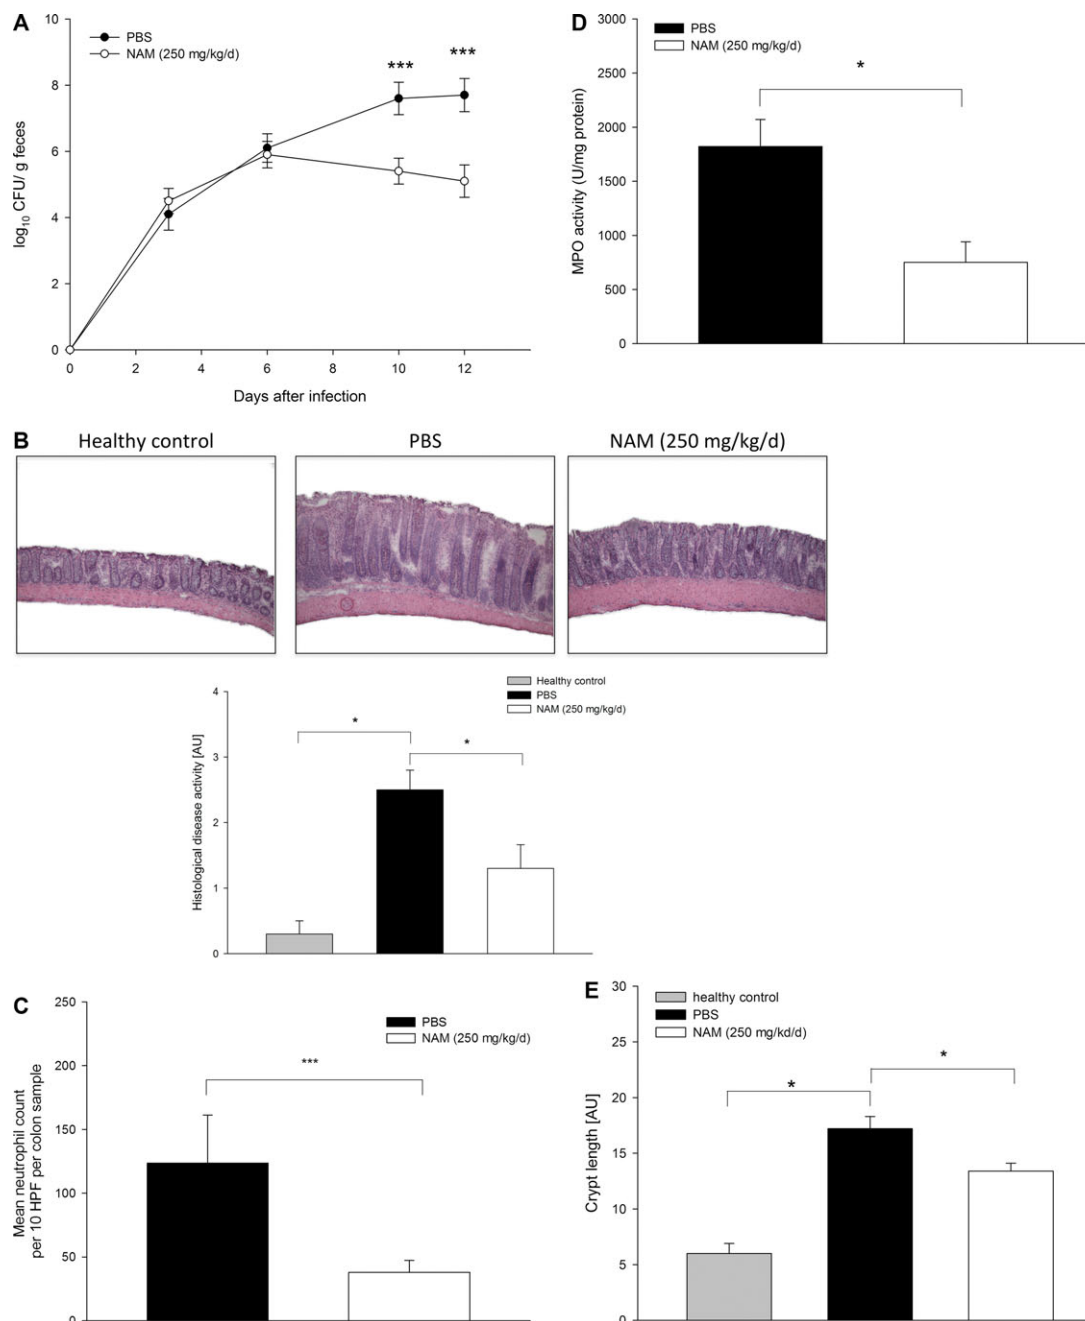 A
10
8
6
4
2
0
log10 CFU/ g feces
PBS
NAM (250 mg/kg/d)
***
***
0 2 4 6 8 10 12
Days after infection
D
3000
2500
2000
1500
1000
500
0
MPO activity (U/mg protein)
PBS
NAM (250 mg/kg/d)
*
B
Healthy control
PBS
NAM (250 mg/kg/d)
Healthy control
PBS
NAM (250 mg/kg/d)
4
3
2
1
0
Histological disease activity [AU]
*
*
C
250
200
150
100
50
0
Mean neutrophil count
per 10 HPF per colon sample
PBS
NAM (250 mg/kg/d)
***
E
30
25
20
15
10
5
0
Crypt length [AU]
healthy control
PBS
NAM (250 mg/kd/d)
*
*